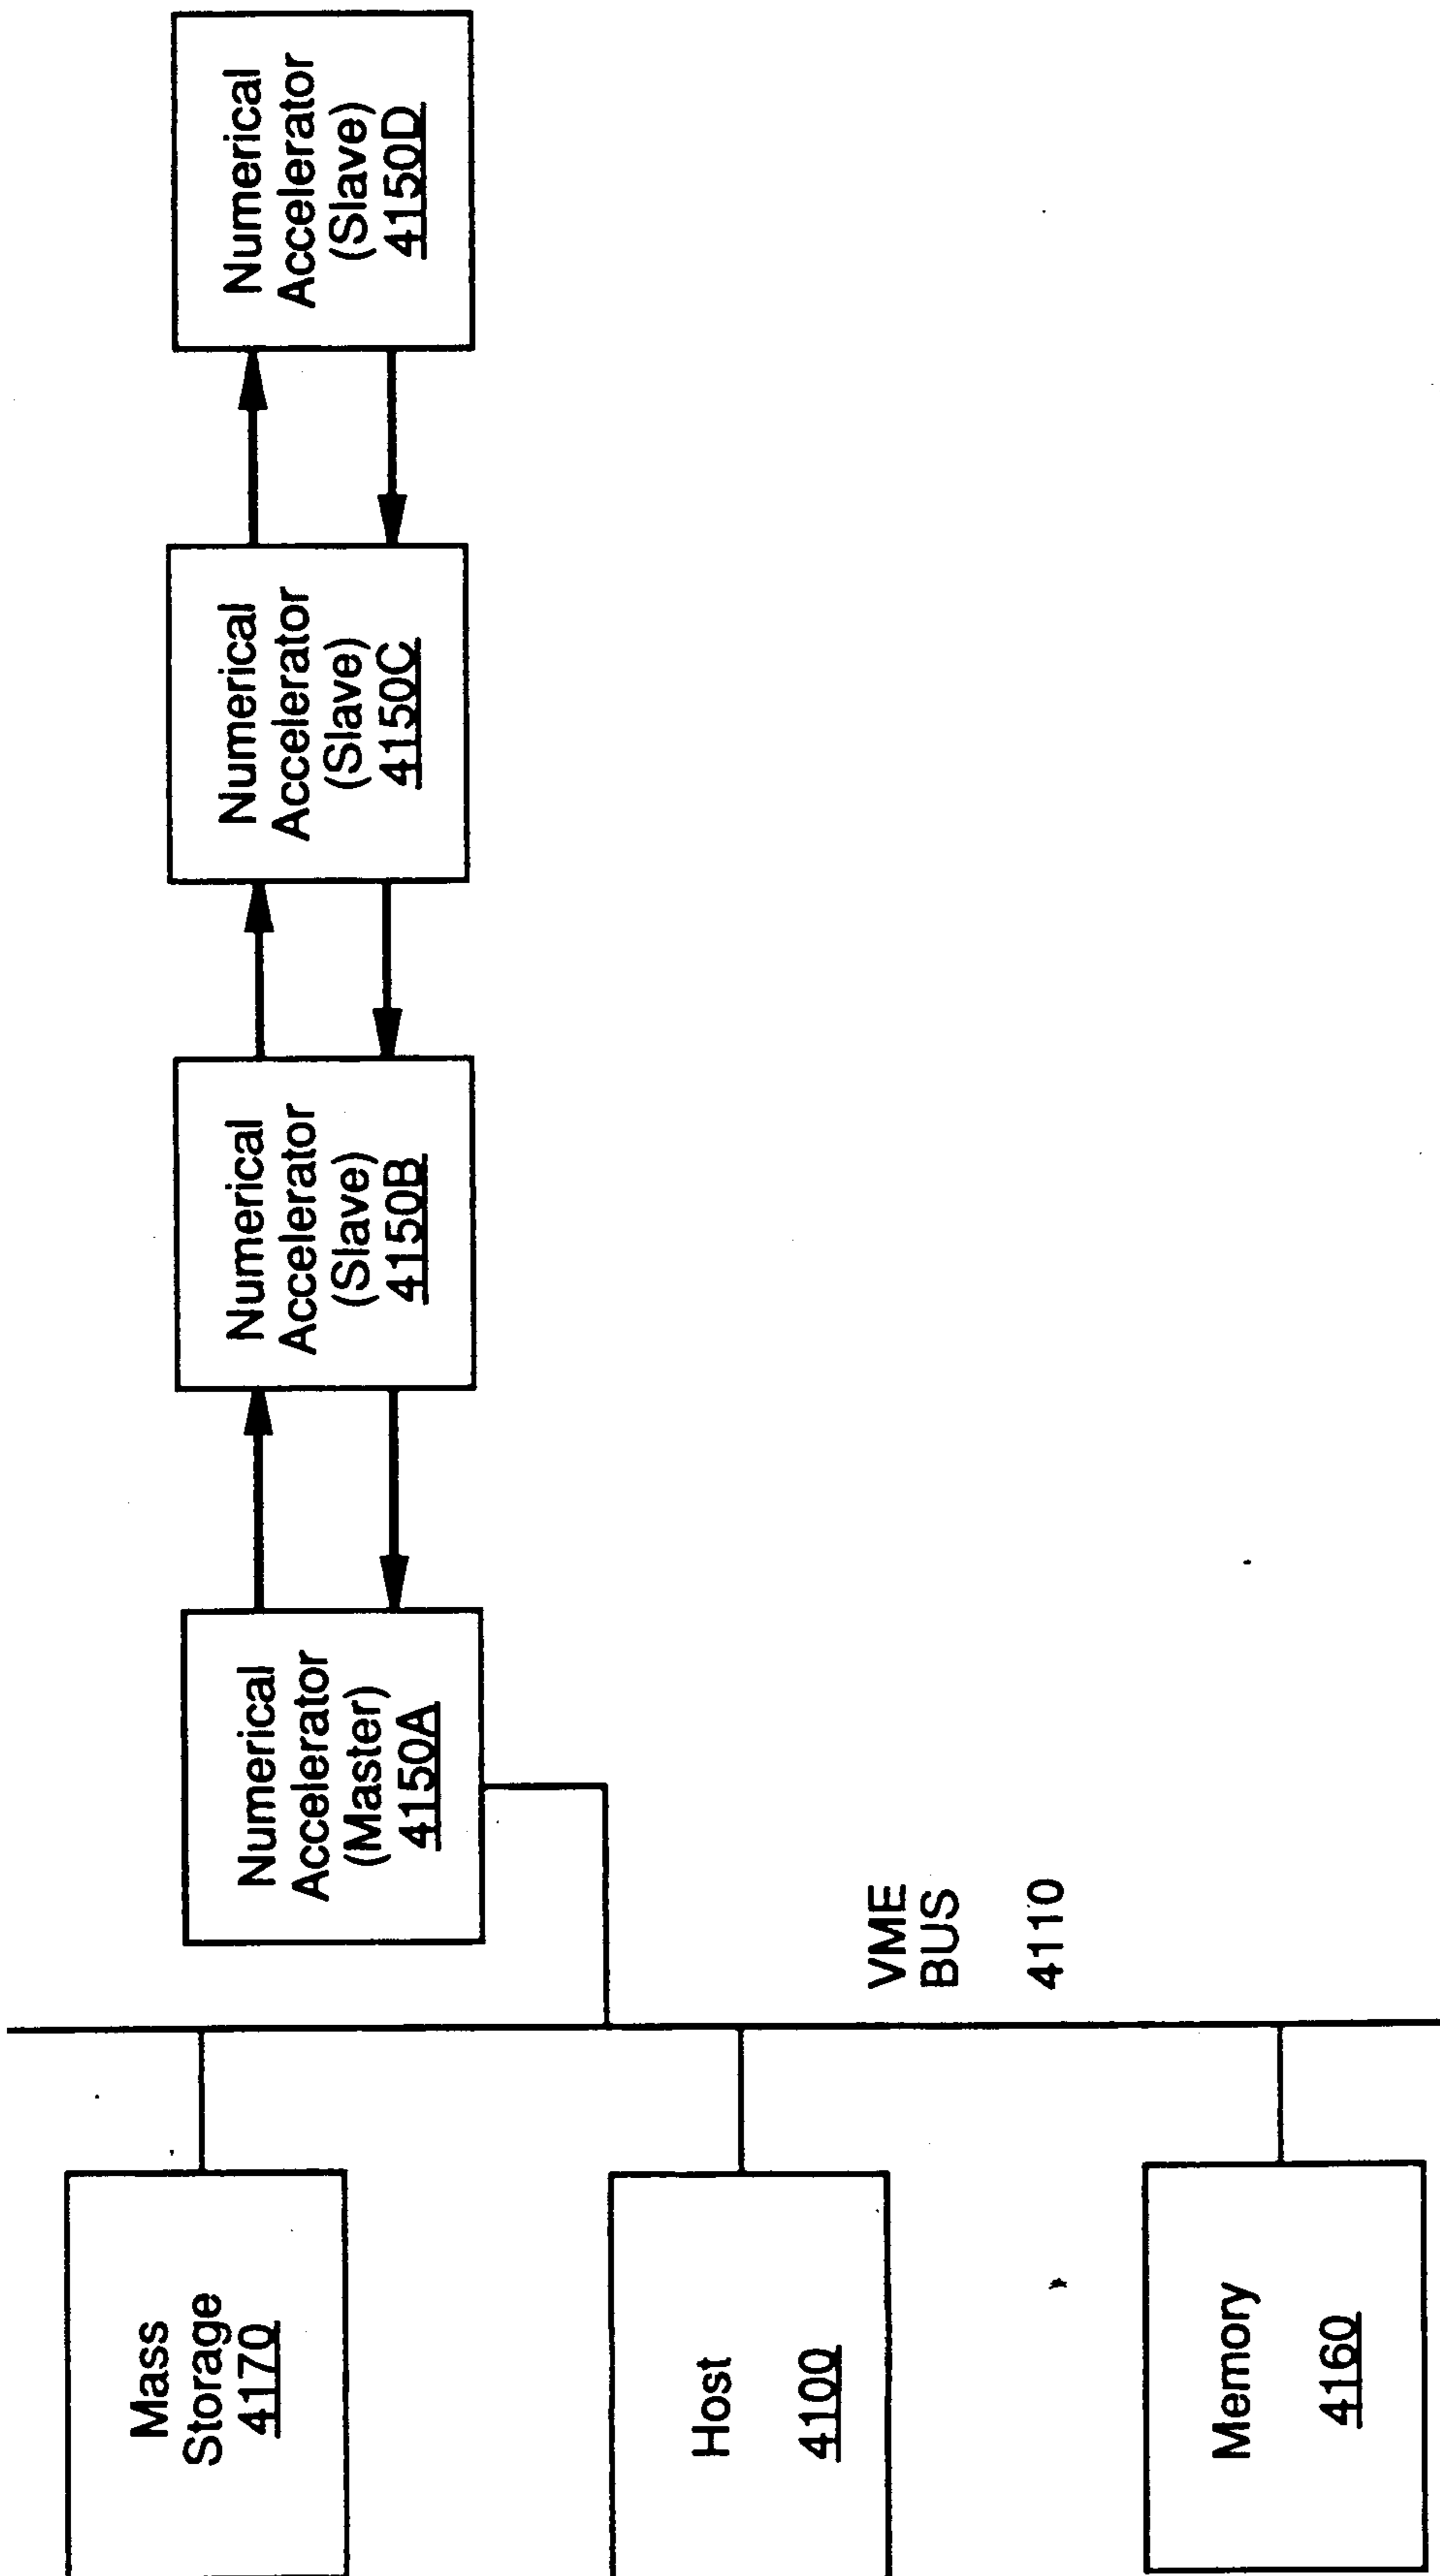 Mass
Storage
4170
Host
4100
Memory
4160
VME
BUS
4110
Numerical
Accelerator
(Master)
4150A
Numerical
Accelerator
(Slave)
4150B
Numerical
Accelerator
(Slave)
4150C
Numerical
Accelerator
(Slave)
4150D